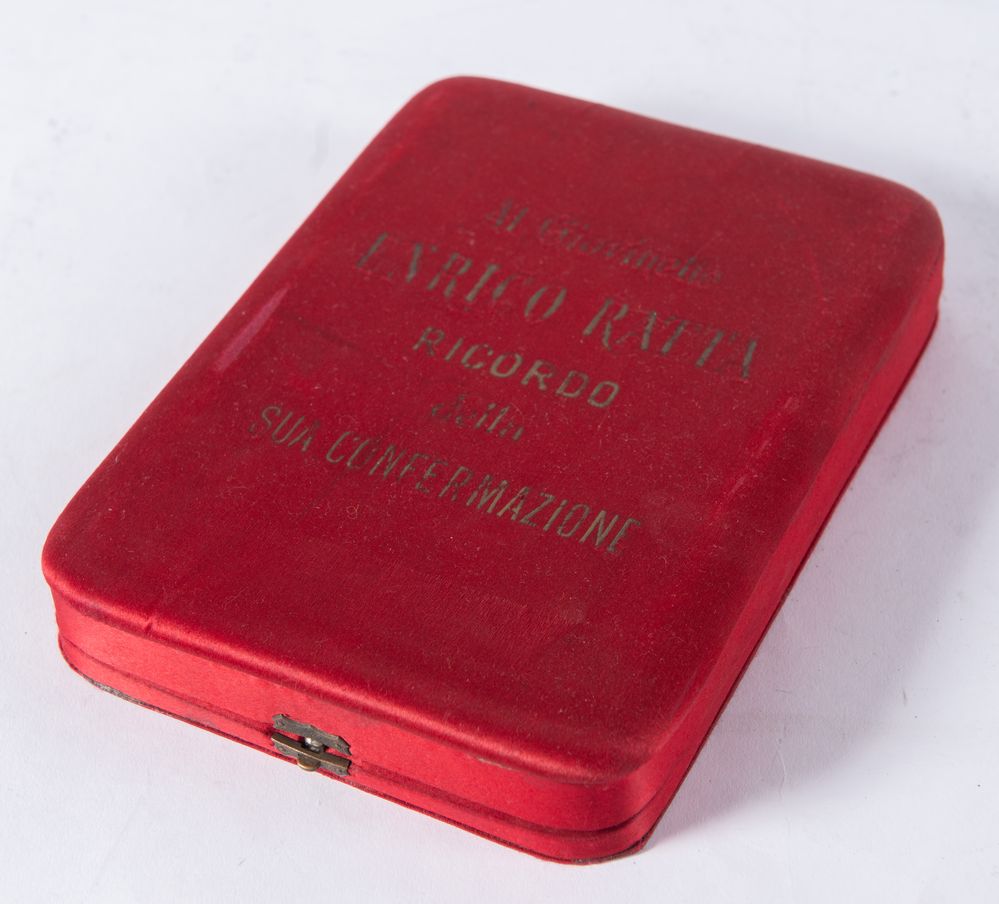 Al Giovinetto
ENRICO RATTA
RICORDO
della
SUA CONFERMAZIONE